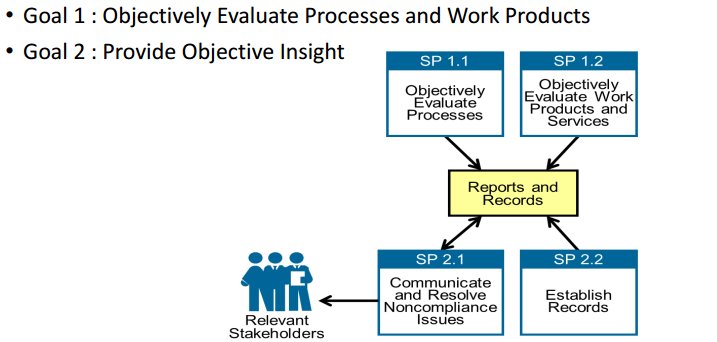 • Goal 1 : Objectively Evaluate Processes and Work Products
• Goal 2 : Provide Objective Insight
SP 1.1
Objectively
Evaluate
Processes
SP 1.2
Objectively
Evaluate Work
Products and
Services
Reports and
Records
SP 2.1
Communicate
and Resolve
Noncompliance
Issues
SP 2.2
Establish
Records
Relevant
Stakeholders